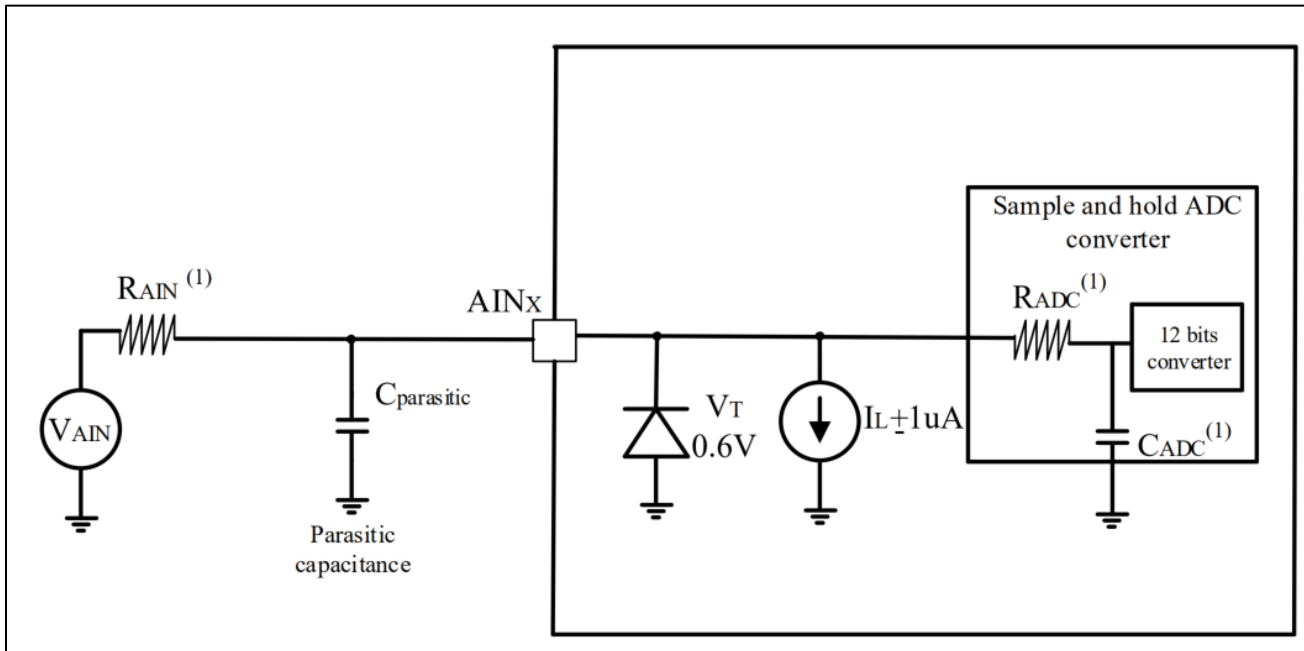 Sample and hold ADC
converter
RAIN (1)
AINX
RADC(1)
12 bits
converter
VAIN
Cparasitic
VT
0.6V
IL±1uA
CADC(1)
Parasitic
capacitance